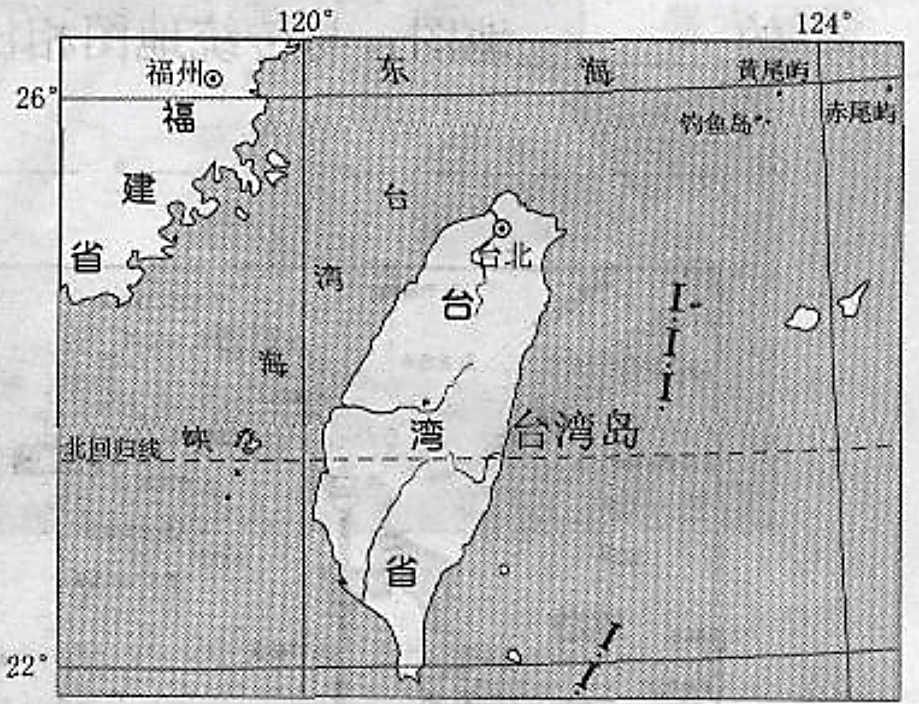 120°
124°
福州
东海
黄尾屿
26°
赤尾屿
钓鱼岛
福建省
台湾海峡
台北
台湾省
台湾岛
北回归线
22°